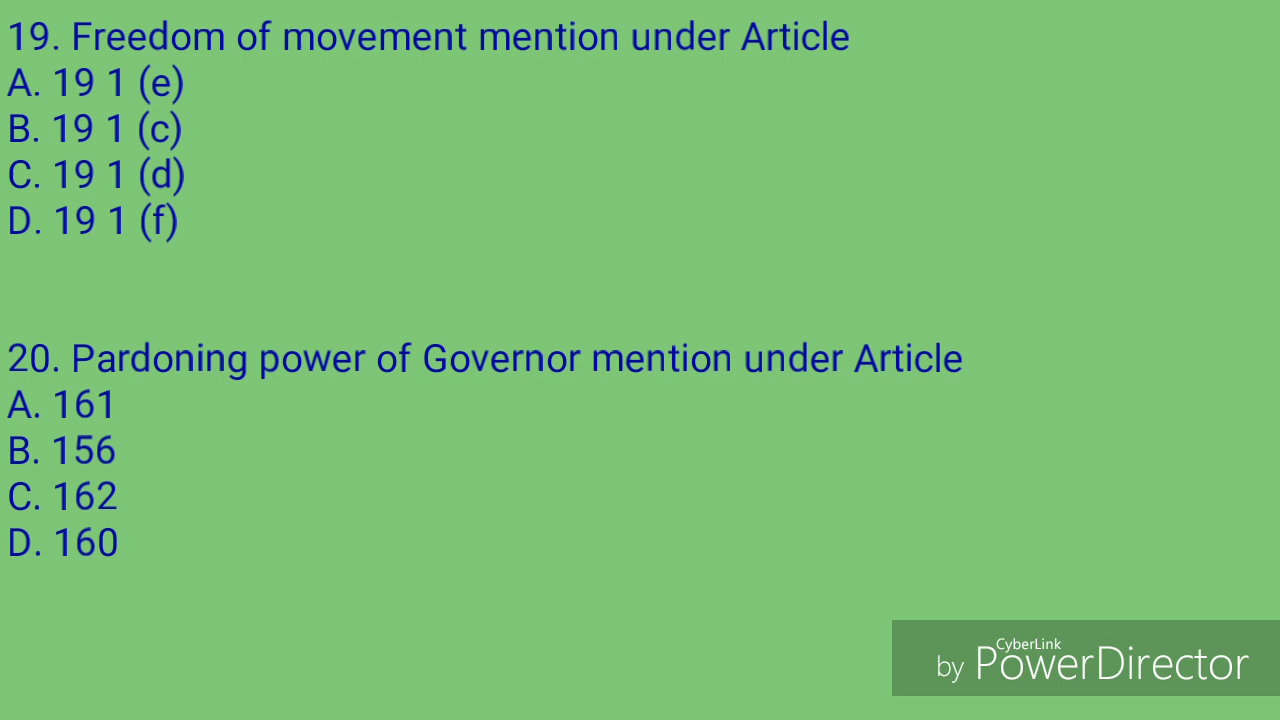 19. Freedom of movement mention under Article
A. 19 1 (e)
B. 19 1 (c)
C. 19 1 (d)
D. 19 1 (f)
20. Pardoning power of Governor mention under Article
A. 161
B. 156
C. 162
D. 160
CyberLink
by PowerDirector